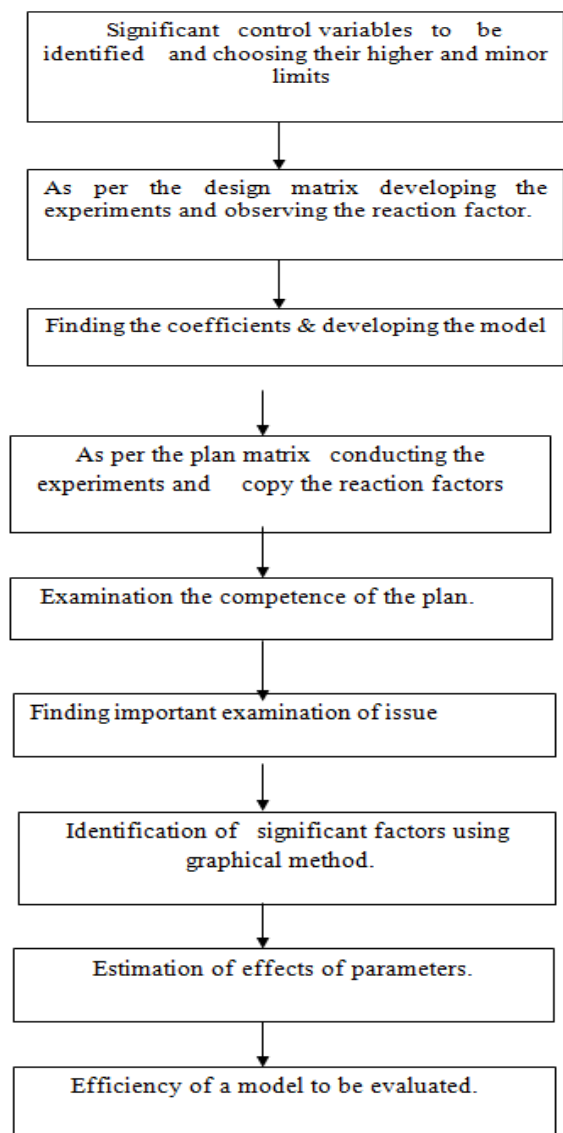 Significant control variables to be
identified and choosing their higher and minor
limits
As per the design matrix developing the
experiments and observing the reaction factor.
Finding the coefficients & developing the model
As per the plan matrix conducting the
experiments and copy the reaction factors
Examination the competence of the plan.
Finding important examination of issue
Identification of significant factors using
graphical method.
Estimation of effects of parameters.
Efficiency of a model to be evaluated.